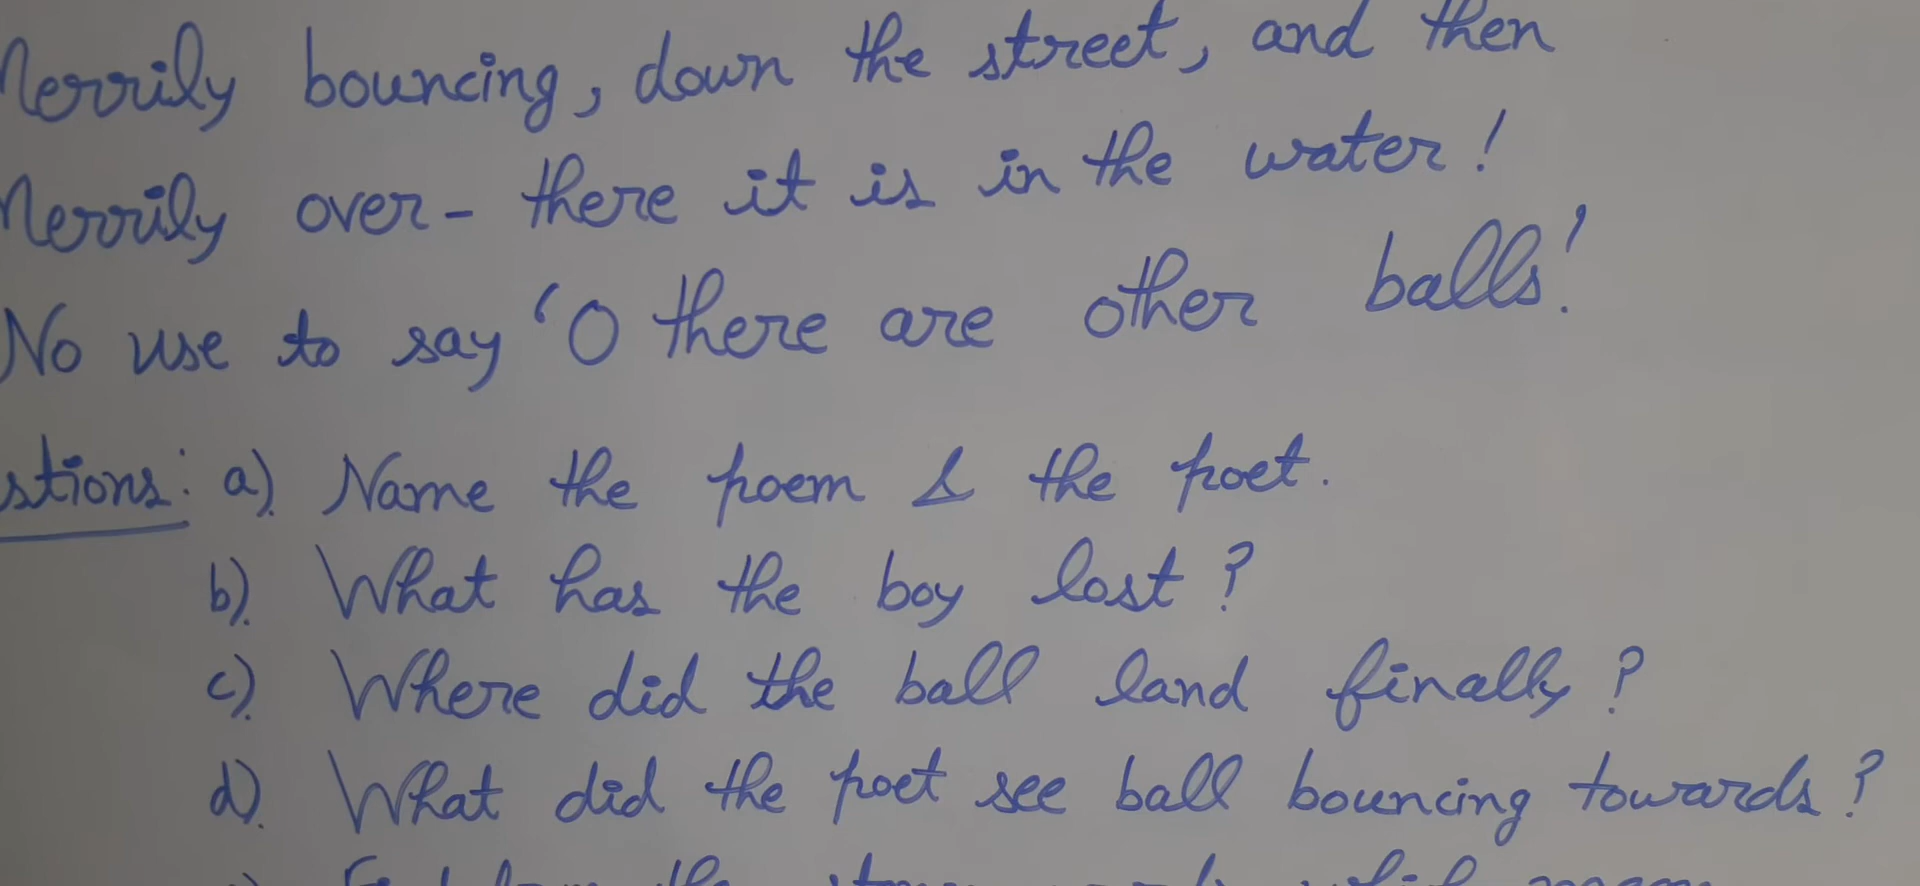 Merrily bouncing, down the street, and then
Merrily over- there it is in the water!
No use to say 'O there are other balls!'
stions: a). Name the poem & the poet.
b). What has the boy lost?
c). Where did the ball land finally?
d). What did the poet see ball bouncing towards?